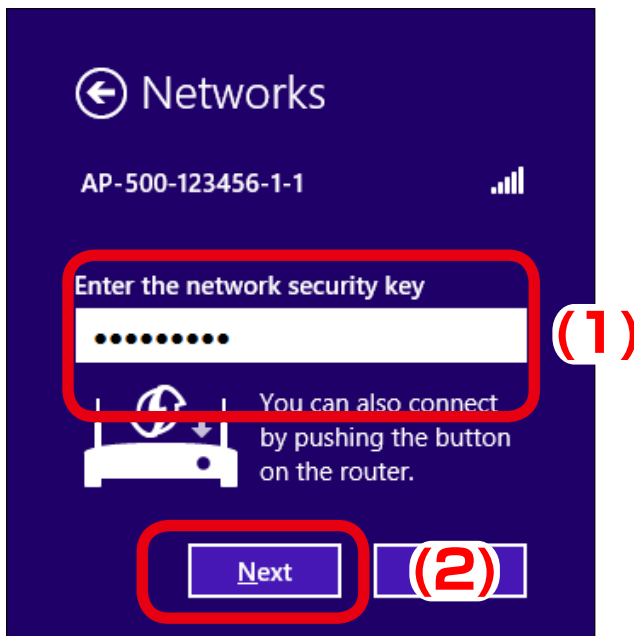 Networks
AP-500-123456-1-1
Enter the network security key
•••••••••
(1)
You can also connect
by pushing the button
on the router.
Next
(2)